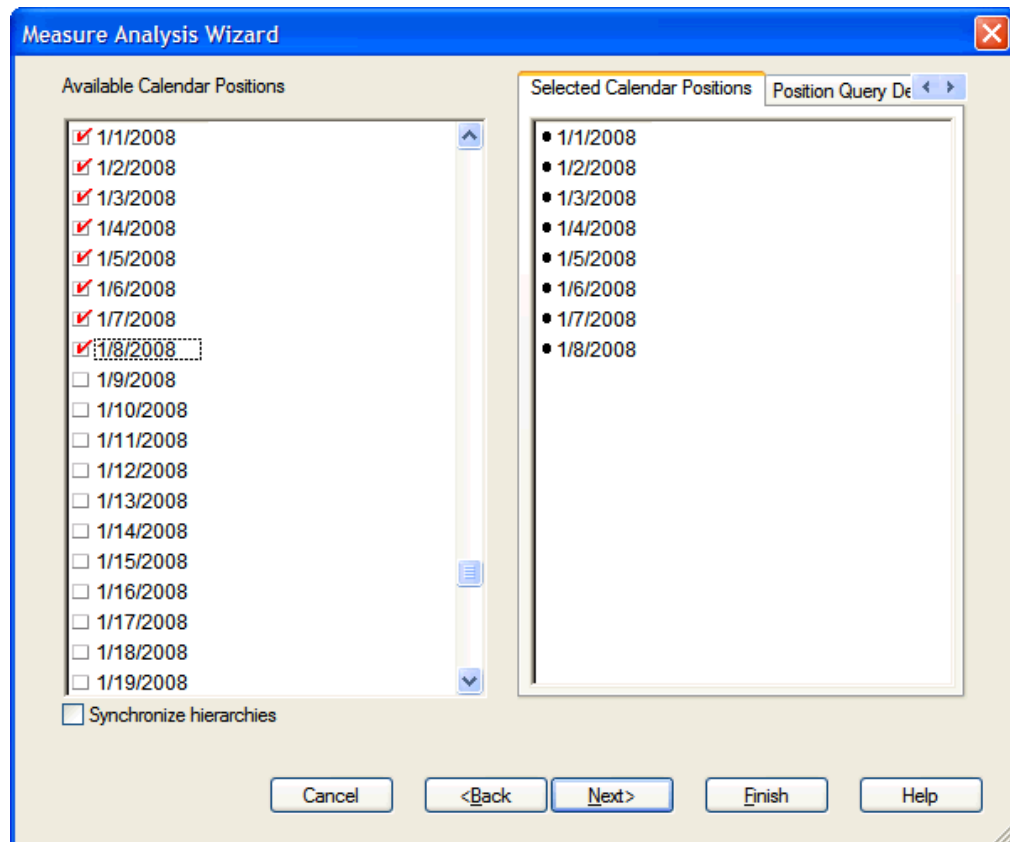 Measure Analysis Wizard
Available Calendar Positions
1/1/2008
1/2/2008
1/3/2008
1/4/2008
1/5/2008
1/6/2008
1/7/2008
1/8/2008
1/9/2008
1/10/2008
1/11/2008
1/12/2008
1/13/2008
1/14/2008
1/15/2008
1/16/2008
1/17/2008
1/18/2008
1/19/2008
Synchronize hierarchies
Selected Calendar Positions
Position Query De
1/1/2008
1/2/2008
1/3/2008
1/4/2008
1/5/2008
1/6/2008
1/7/2008
1/8/2008
Cancel
<Back
Next>
Finish
Help